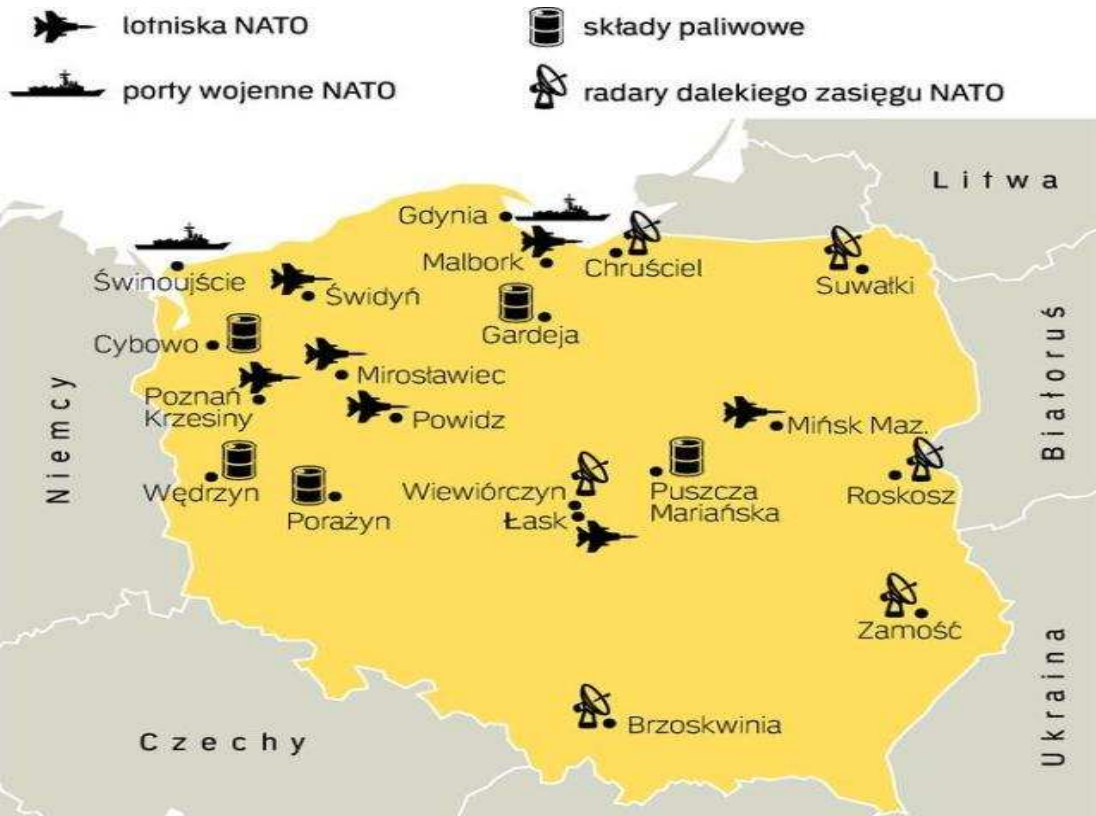 lotniska NATO
składy paliwowe
porty wojenne NATO
radary dalekiego zasięgu NATO
Litwa
Gdynia
Malbork
Chruściel
Suwałki
Świnoujście
Świdyń
Gardeja
Cybowo
Mirosławiec
Poznań
Krzesiny
Powidz
Mińsk Maz.
Białoruś
Niemcy
Wędrzyn
Porażyn
Wiewiórczyn
Łask
Puszcza
Mariańska
Roskosz
Zamość
Brzoskwinia
Czechy
Ukraina